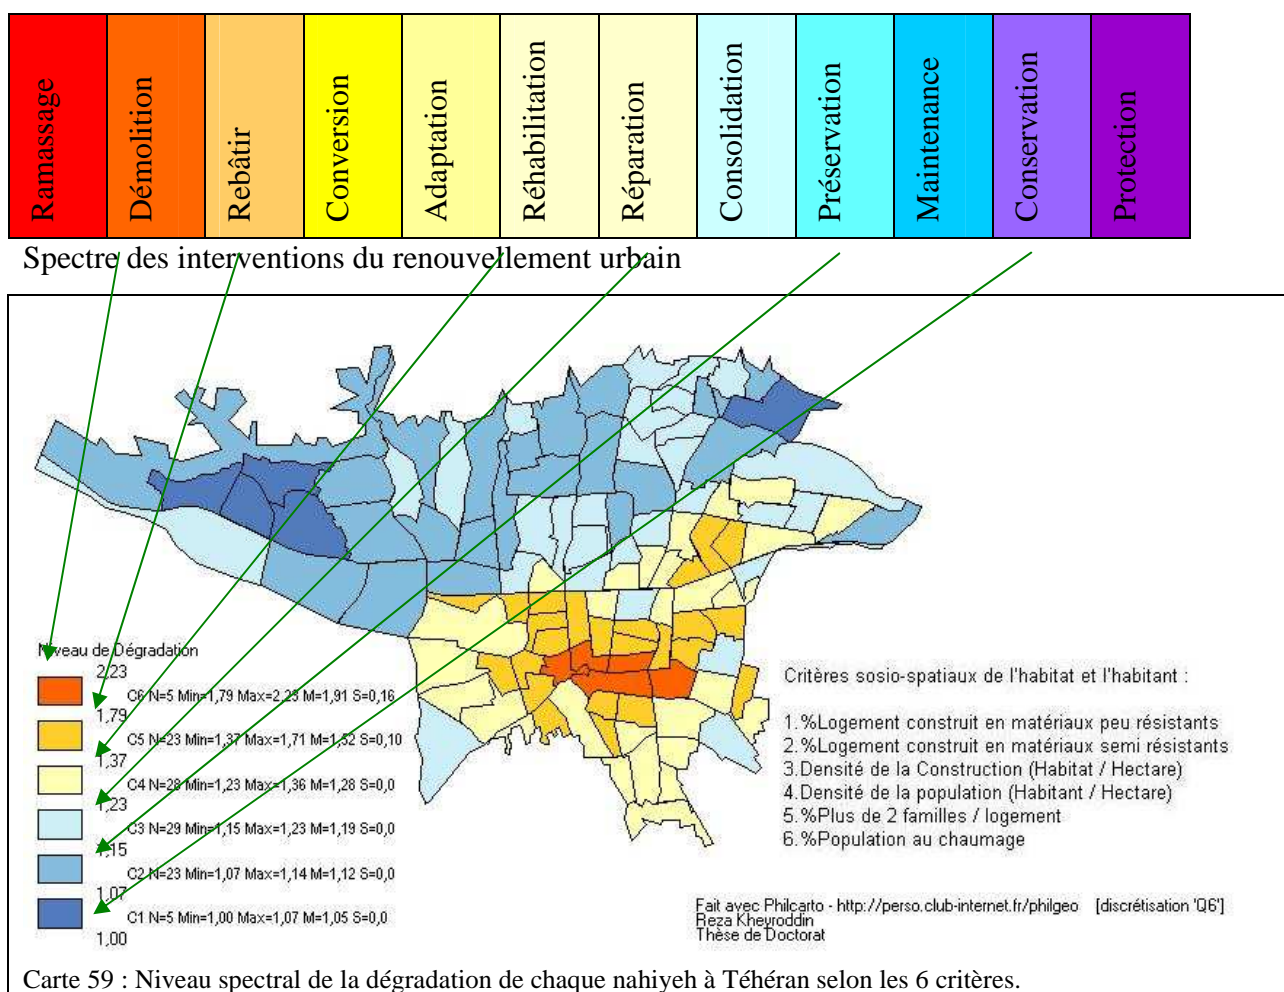 Ramassage
Démolition
Rebâtir
Conversion
Adaptation
Réhabilitation
Réparation
Consolidation
Préservation
Maintenance
Conservation
Protection
Spectre des interventions du renouvellement urbain
Niveau de Dégradation
2,23
C6 N=5 Min=1,79 Max=2,23 M=1,91 S=0,16
1,79
C5 N=23 Min=1,37 Max=1,71 M=1,52 S=0,10
1,37
C4 N=28 Min=1,23 Max=1,36 M=1,28 S=0,0
1,23
C3 N=29 Min=1,15 Max=1,23 M=1,19 S=0,0
1,15
C2 N=23 Min=1,07 Max=1,14 M=1,12 S=0,0
1,07
C1 N=5 Min=1,00 Max=1,07 M=1,05 S=0,0
1,00
Critères sosio-spatiaux de l'habitat et l'habitant :
1.%Logement construit en matériaux peu résistants
2.%Logement construit en matériaux semi résistants
3.Densité de la Construction (Habitat / Hectare)
4.Densité de la population (Habitant / Hectare)
5.%Plus de 2 familles / logement
6.%Population au chaumage
Fait avec Philcarto - http://perso.club-internet.fr/philgeo [discrétisation 'Q6']
Reza Kheyroddin
Thèse de Doctorat
Carte 59 : Niveau spectral de la dégradation de chaque nahiyeh à Téhéran selon les 6 critères.